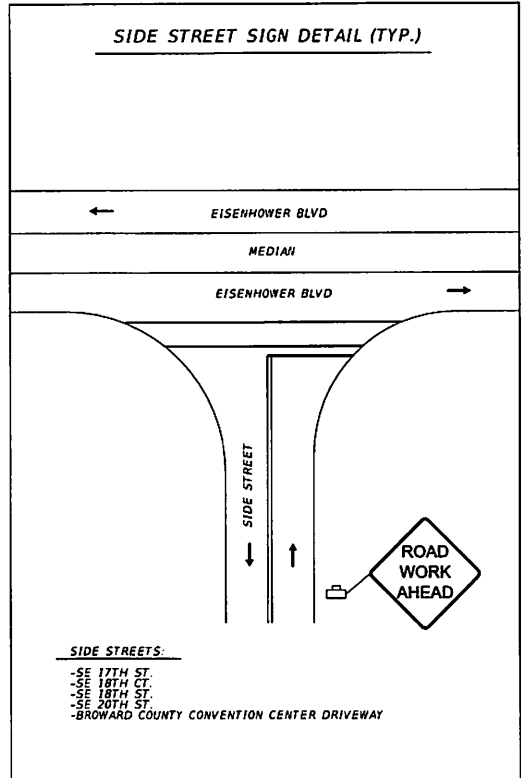 SIDE STREET SIGN DETAIL (TYP.)
EISENHOWER BLVD
MEDIAN
EISENHOWER BLVD
SIDE STREET
ROAD
WORK
AHEAD
SIDE STREETS:
-SE 17TH ST.
-SE 18TH CT.
-SE 18TH ST.
-SE 20TH ST.
-BROWARD COUNTY CONVENTION CENTER DRIVEWAY